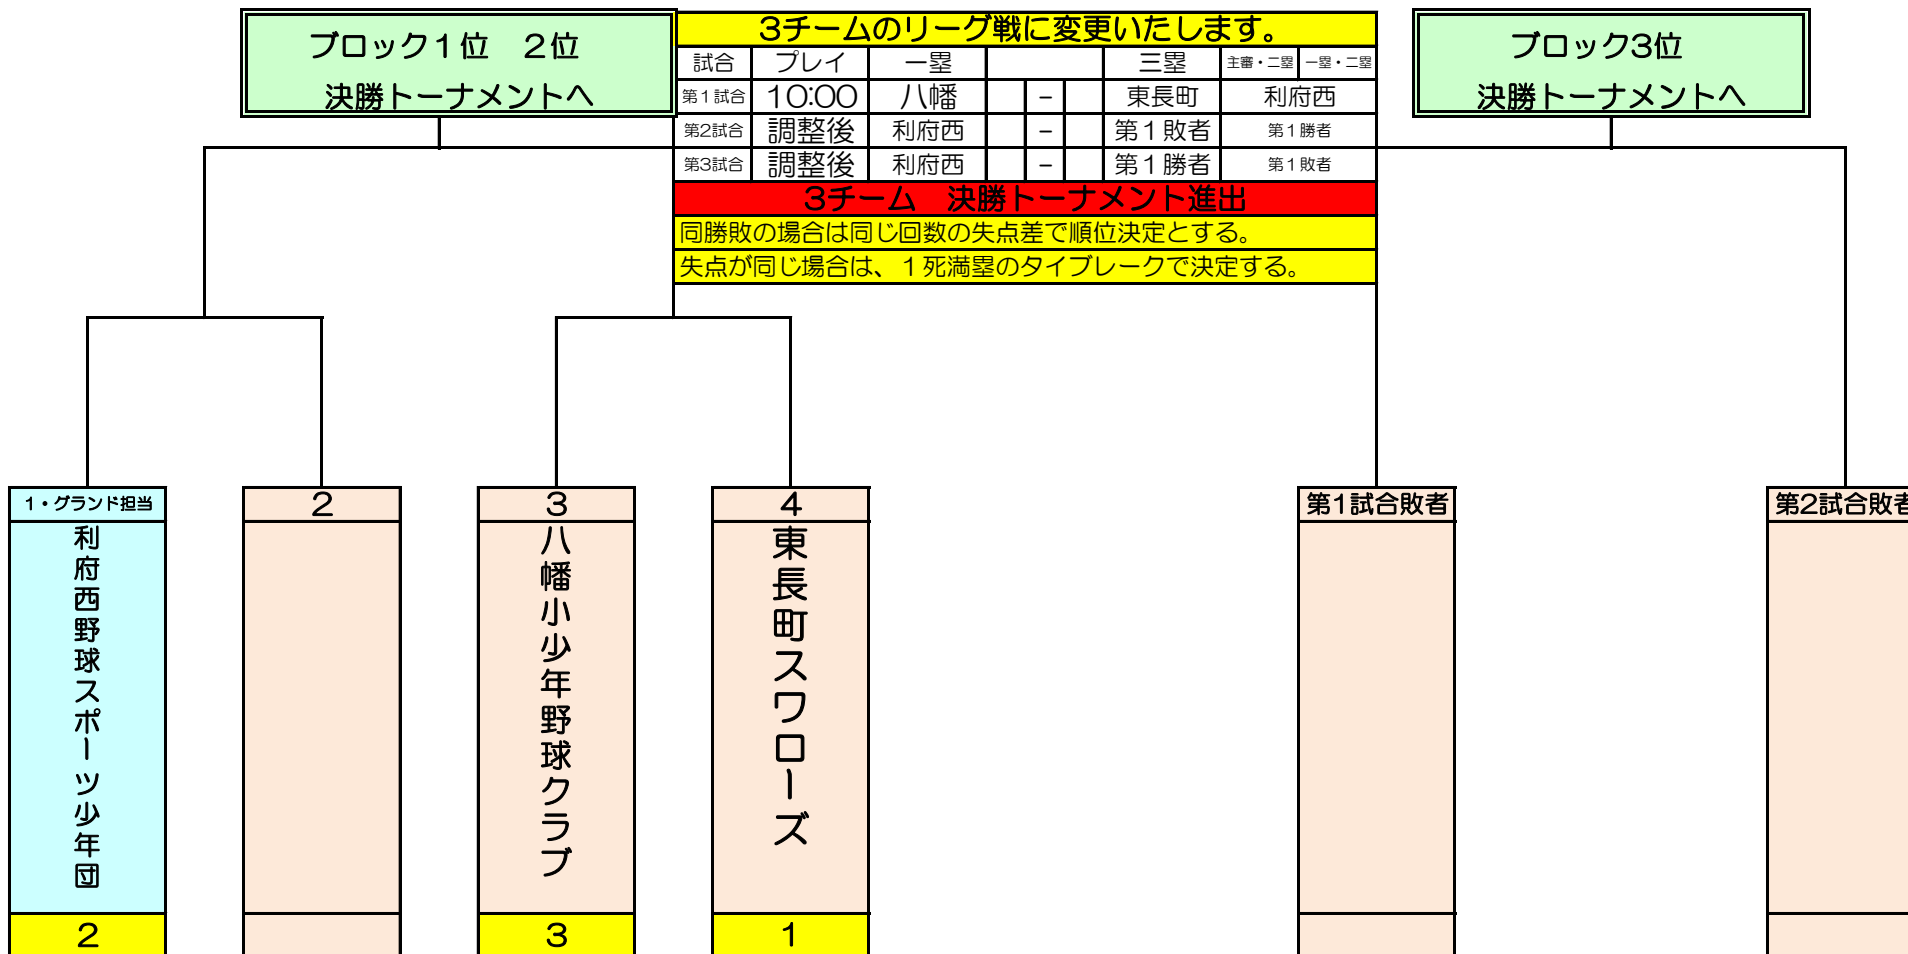 ブロック１位　２位
決勝トーナメントへ
3チームのリーグ戦に変更いたします。
試合 プレイ 一塁 三塁 主審・二塁 一塁・二塁
第１試合 10:00 八幡 － 東長町 利府西
第2試合 調整後 利府西 － 第１敗者 第１勝者
第3試合 調整後 利府西 － 第１勝者 第１敗者
3チーム　決勝トーナメント進出
同勝敗の場合は同じ回数の失点差で順位決定とする。
失点が同じ場合は、１死満塁のタイブレークで決定する。
ブロック3位
決勝トーナメントへ
1・グランド担当
利府西野球スポーツ少年団
2
2
3
八幡小少年野球クラブ
3
4
東長町スワローズ
1
第1試合敗者
第2試合敗者